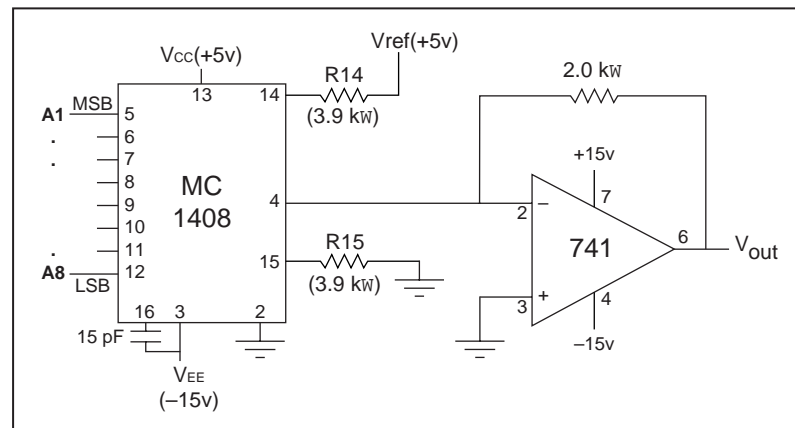 Vcc(+5v)
Vref(+5v)
2.0 kW
R14
13
14
(3.9 kW)
MSB
A1
5
.
6
.
7
8
9
10
.
11
A8
12
LSB
MC
1408
4
+15v
7
2
–
741
6
Vout
R15
15
(3.9 kW)
+
3
4
–15v
16
3
2
15 pF
VEE
(–15v)